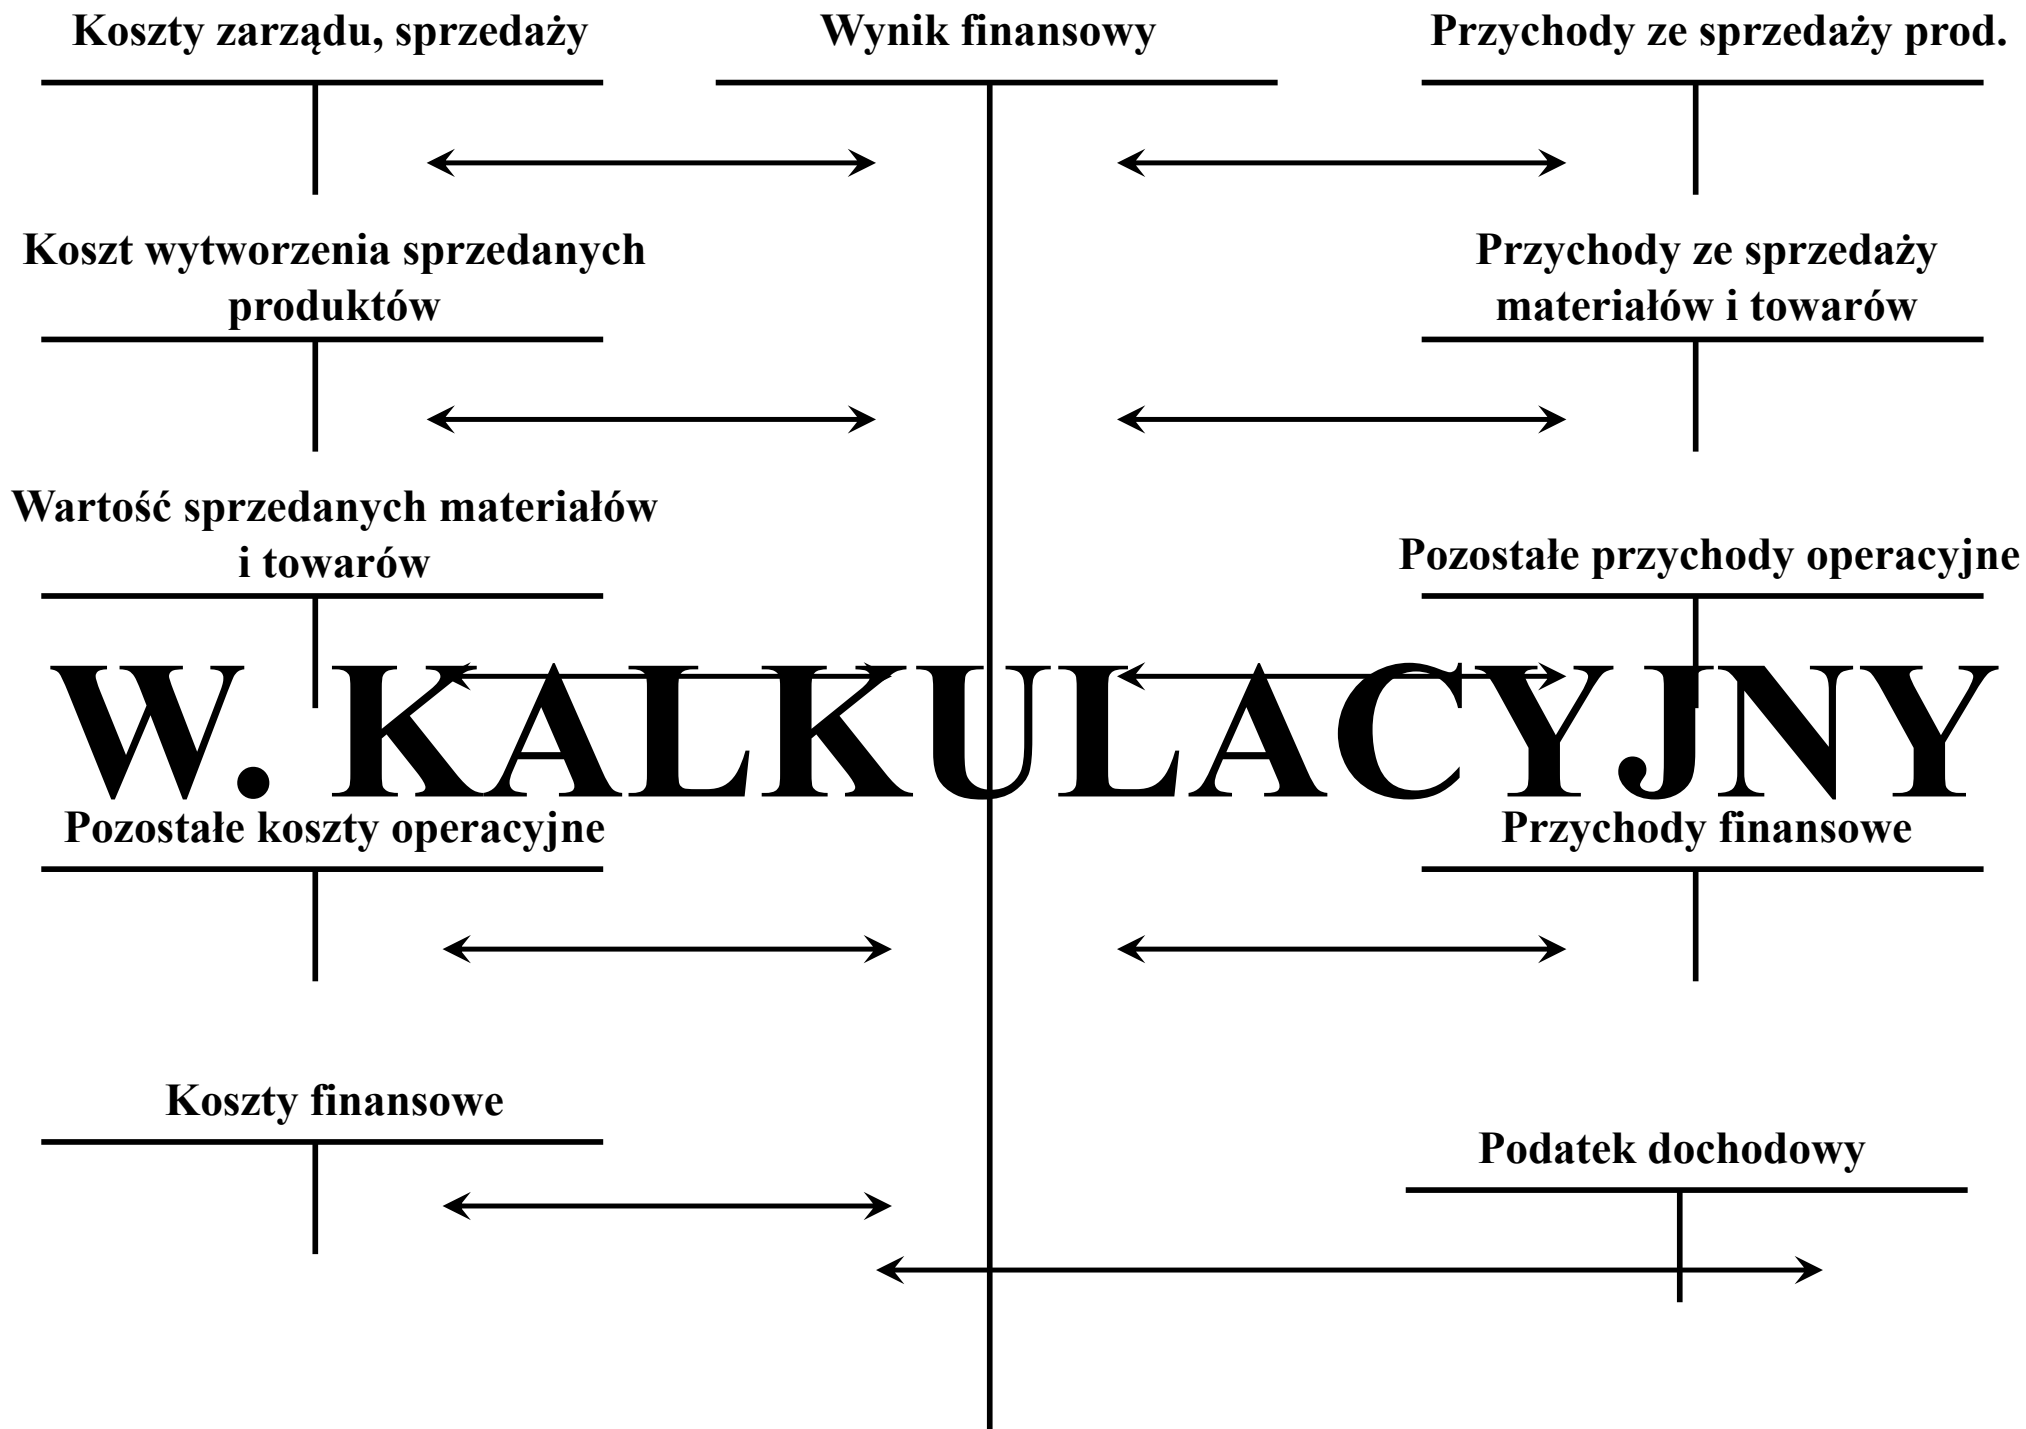 Koszty zarządu, sprzedaży
Wynik finansowy
Przychody ze sprzedaży prod.
Koszt wytworzenia sprzedanych
produktów
Przychody ze sprzedaży
materiałów i towarów
Wartość sprzedanych materiałów
i towarów
Pozostałe przychody operacyjne
W. KALKULACYJNY
Pozostałe koszty operacyjne
Przychody finansowe
Koszty finansowe
Podatek dochodowy